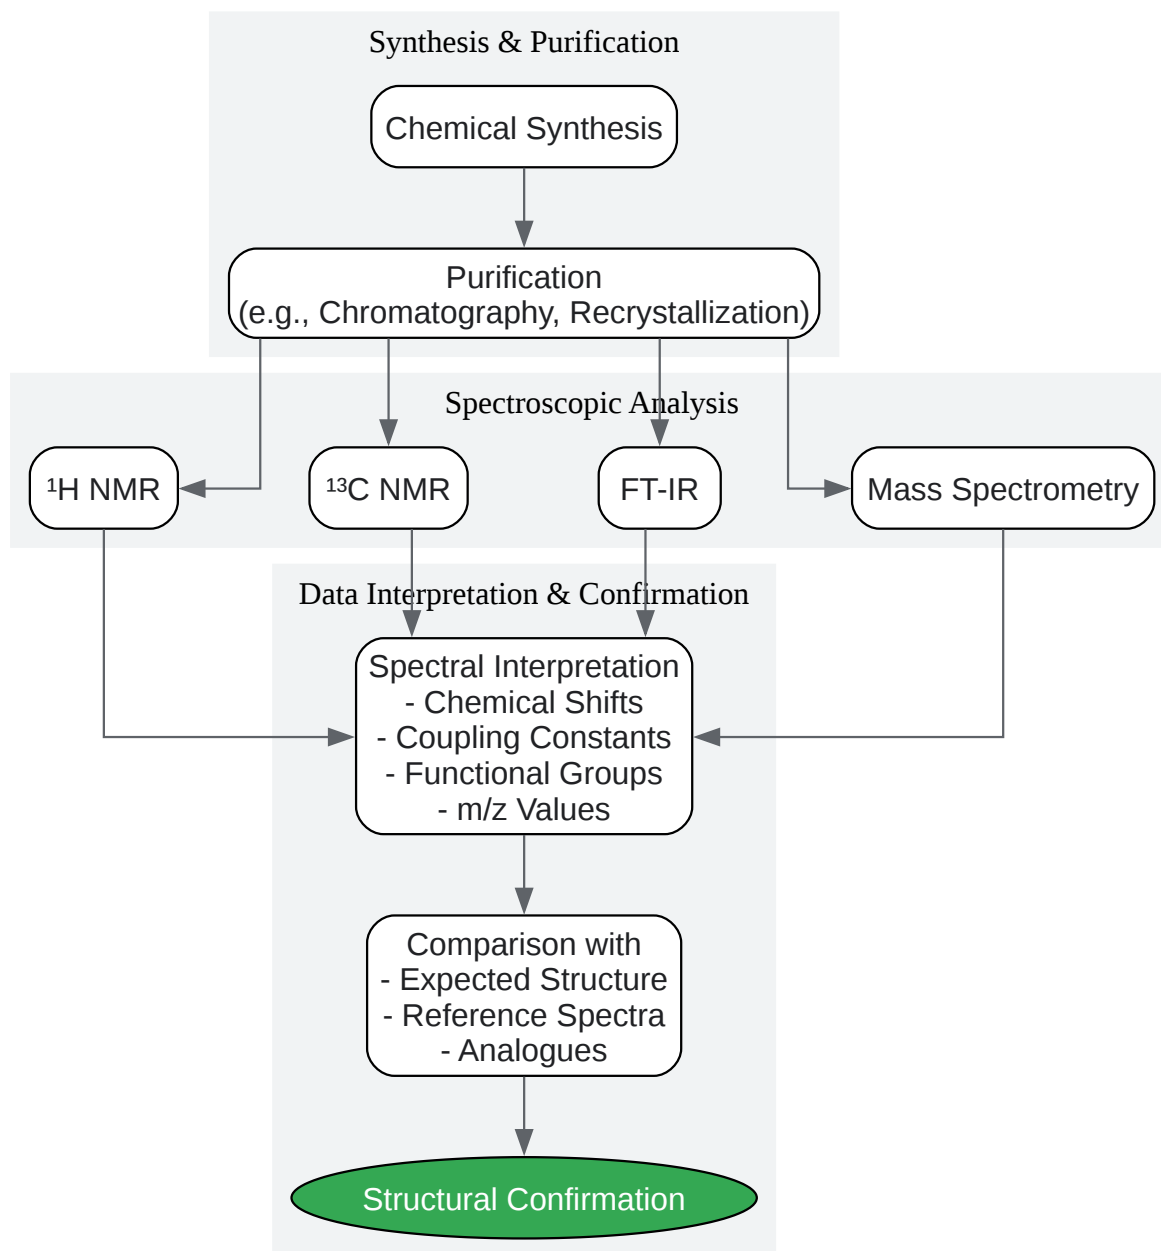 Synthesis & Purification
Chemical Synthesis
Purification
(e.g., Chromatography, Recrystallization)
Spectroscopic Analysis
¹H NMR
¹³C NMR
FT-IR
Mass Spectrometry
Data Interpretation & Confirmation
Spectral Interpretation
- Chemical Shifts
- Coupling Constants
- Functional Groups
- m/z Values
Comparison with
- Expected Structure
- Reference Spectra
- Analogues
Structural Confirmation